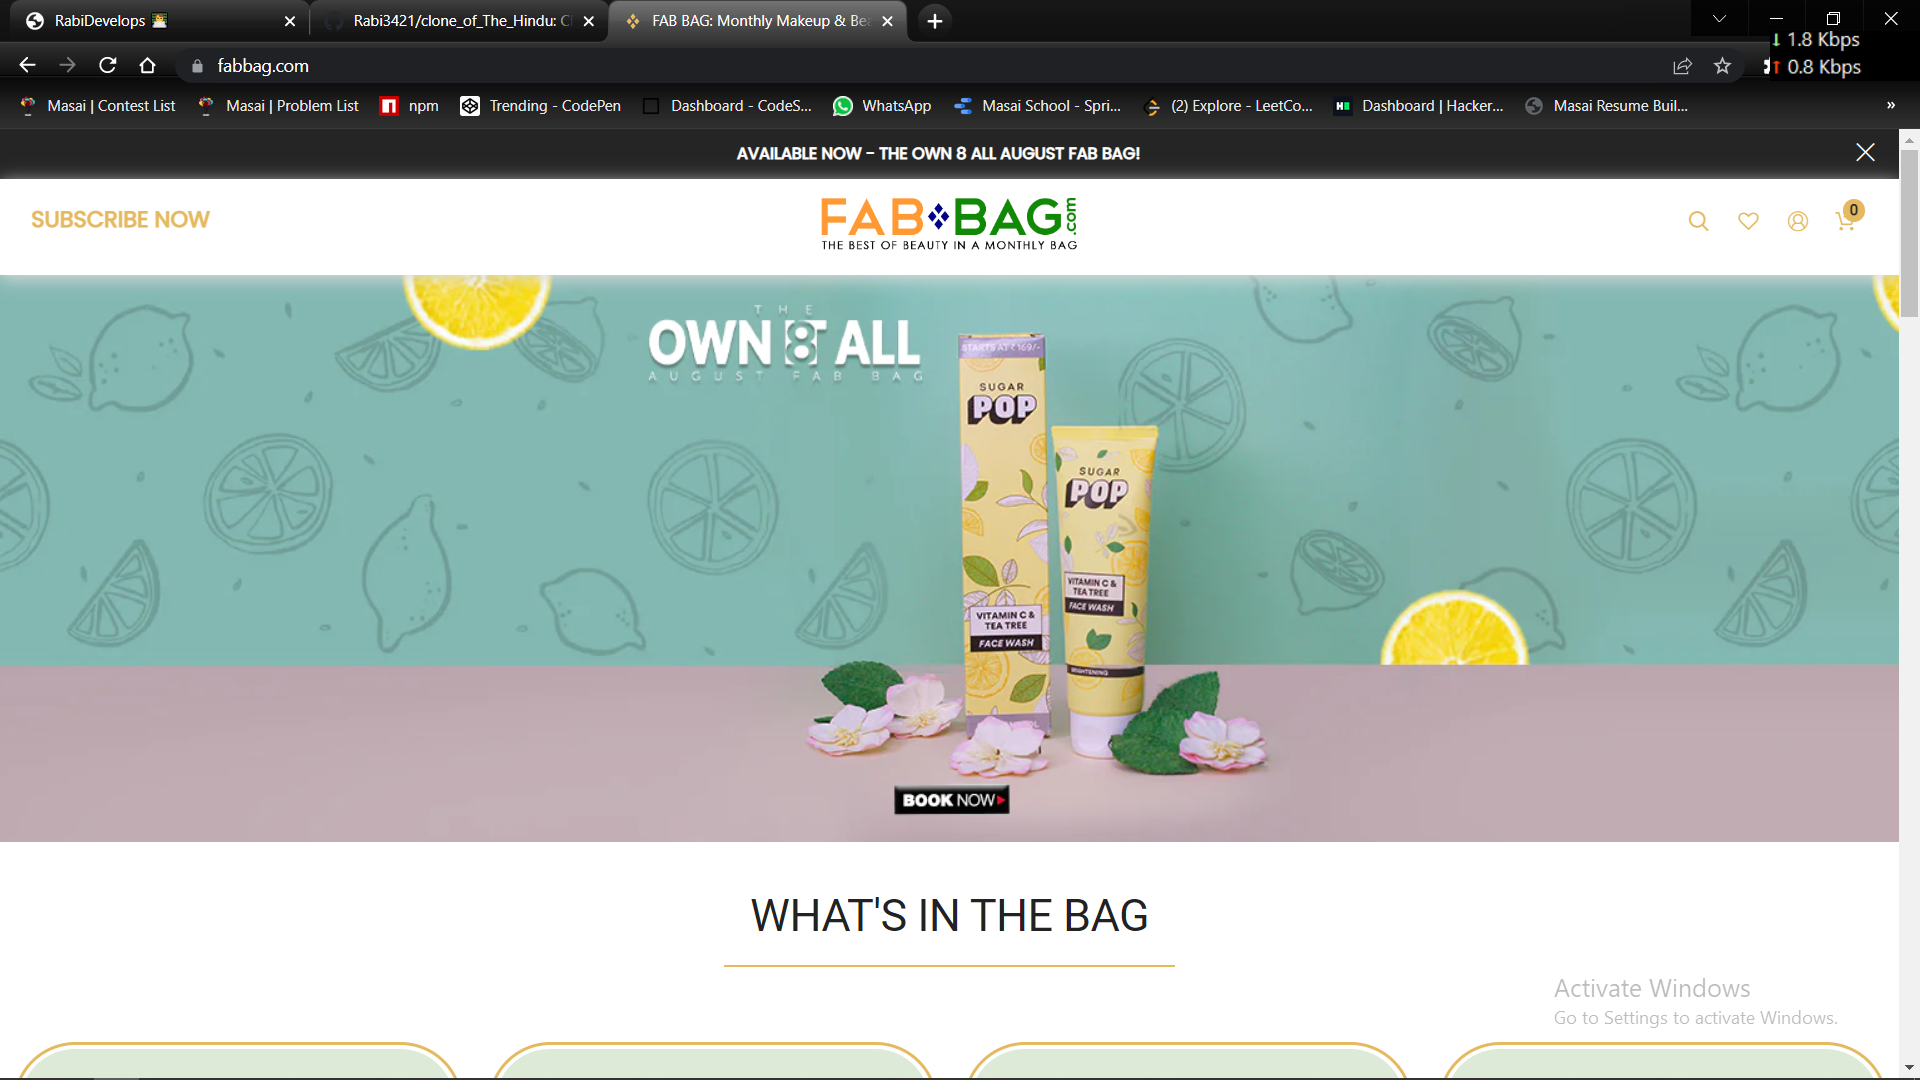 RabiDevelops
Rabi3421/clone_of_The_Hindu: Cl
FAB BAG: Monthly Makeup & Bea
fabbag.com
1.8 Kbps
0.8 Kbps
Masai | Contest List
Masai | Problem List
npm
Trending - CodePen
Dashboard - CodeS...
WhatsApp
Masai School - Spri...
(2) Explore - LeetCo...
Dashboard | Hacker...
Masai Resume Buil...
»
AVAILABLE NOW - THE OWN 8 ALL AUGUST FAB BAG!
SUBSCRIBE NOW
FAB BAG.com
THE BEST OF BEAUTY IN A MONTHLY BAG
0
THE
OWN 8 ALL
AUGUST FAB BAG
STARTS AT ₹169/-
SUGAR
POP
VITAMIN C &
TEA TREE
FACE WASH
SUGAR
POP
VITAMIN C &
TEA TREE
FACE WASH
BRIGHTENING
BOOK NOW
WHAT'S IN THE BAG
Activate Windows
Go to Settings to activate Windows.